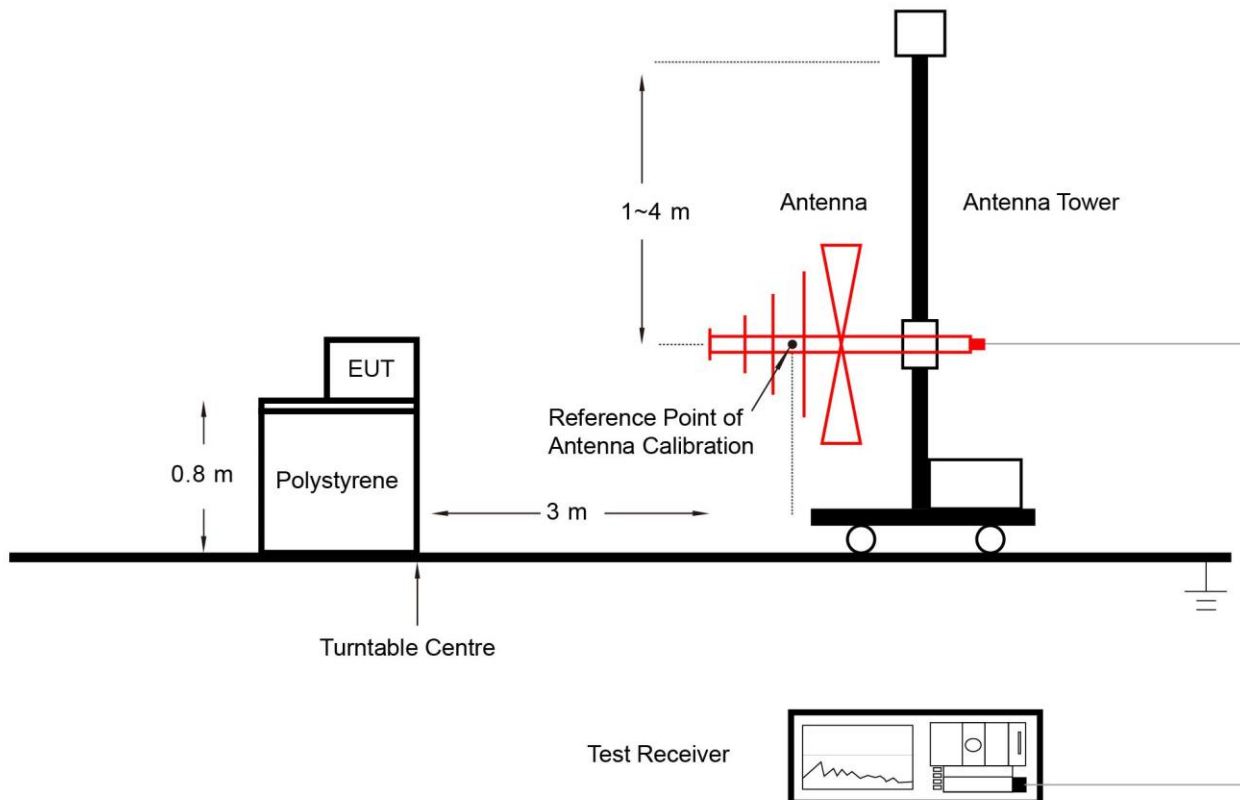 1~4 m
Antenna
Antenna Tower
EUT
Reference Point of
Antenna Calibration
0.8 m
Polystyrene
3 m
Turntable Centre
Test Receiver